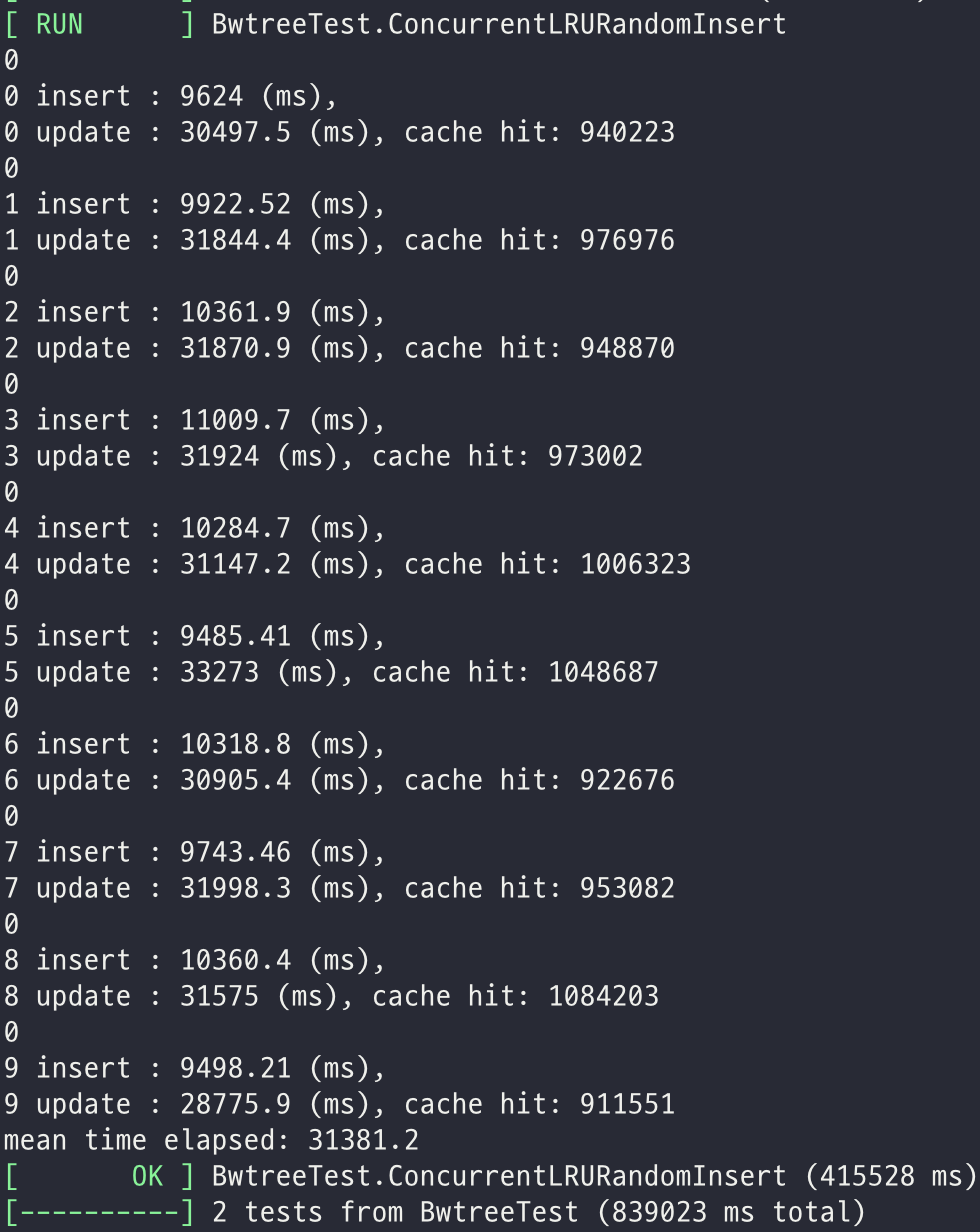 [ RUN      ] BwtreeTest.ConcurrentLRURandomInsert
0
0 insert : 9624 (ms),
0 update : 30497.5 (ms), cache hit: 940223
0
1 insert : 9922.52 (ms),
1 update : 31844.4 (ms), cache hit: 976976
0
2 insert : 10361.9 (ms),
2 update : 31870.9 (ms), cache hit: 948870
0
3 insert : 11009.7 (ms),
3 update : 31924 (ms), cache hit: 973002
0
4 insert : 10284.7 (ms),
4 update : 31147.2 (ms), cache hit: 1006323
0
5 insert : 9485.41 (ms),
5 update : 33273 (ms), cache hit: 1048687
0
6 insert : 10318.8 (ms),
6 update : 30905.4 (ms), cache hit: 922676
0
7 insert : 9743.46 (ms),
7 update : 31998.3 (ms), cache hit: 953082
0
8 insert : 10360.4 (ms),
8 update : 31575 (ms), cache hit: 1084203
0
9 insert : 9498.21 (ms),
9 update : 28775.9 (ms), cache hit: 911551
mean time elapsed: 31381.2
[       OK ] BwtreeTest.ConcurrentLRURandomInsert (415528 ms)
[----------] 2 tests from BwtreeTest (839023 ms total)